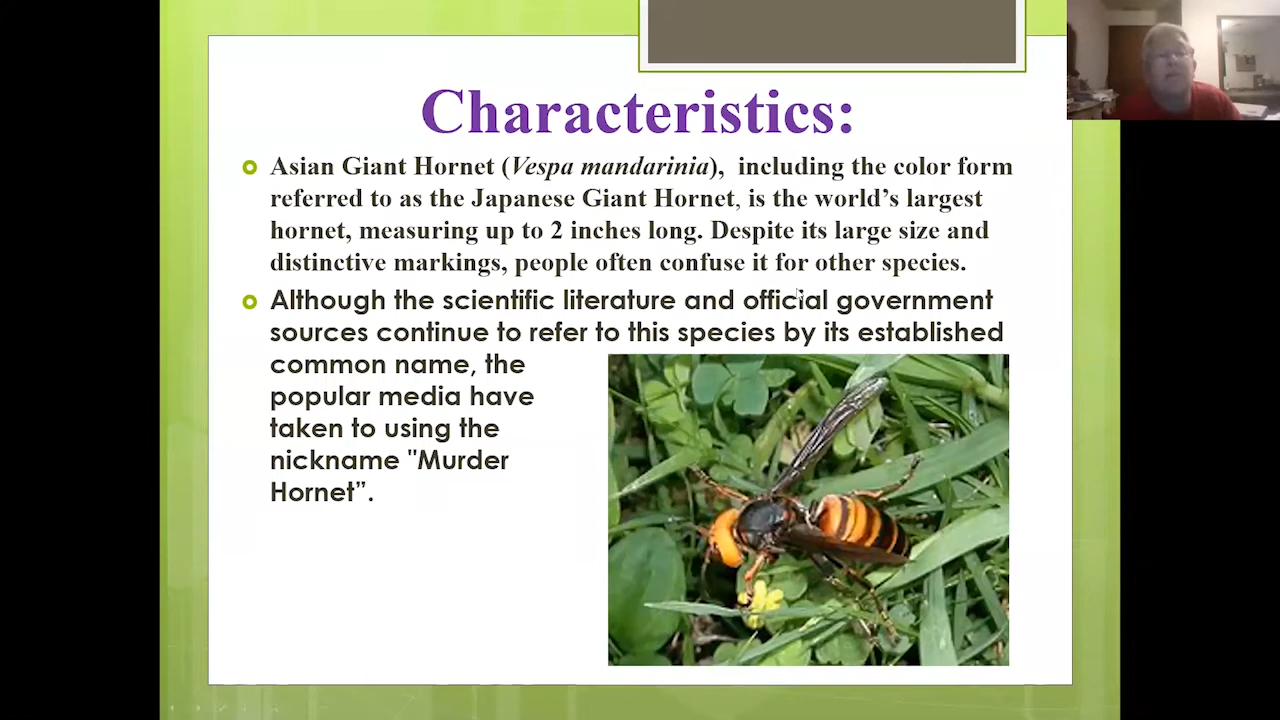 Characteristics:
Asian Giant Hornet (Vespa mandarinia), including the color form
referred to as the Japanese Giant Hornet, is the world’s largest
hornet, measuring up to 2 inches long. Despite its large size and
distinctive markings, people often confuse it for other species.
Although the scientific literature and official government
sources continue to refer to this species by its established
common name, the
popular media have
taken to using the
nickname "Murder
Hornet”.